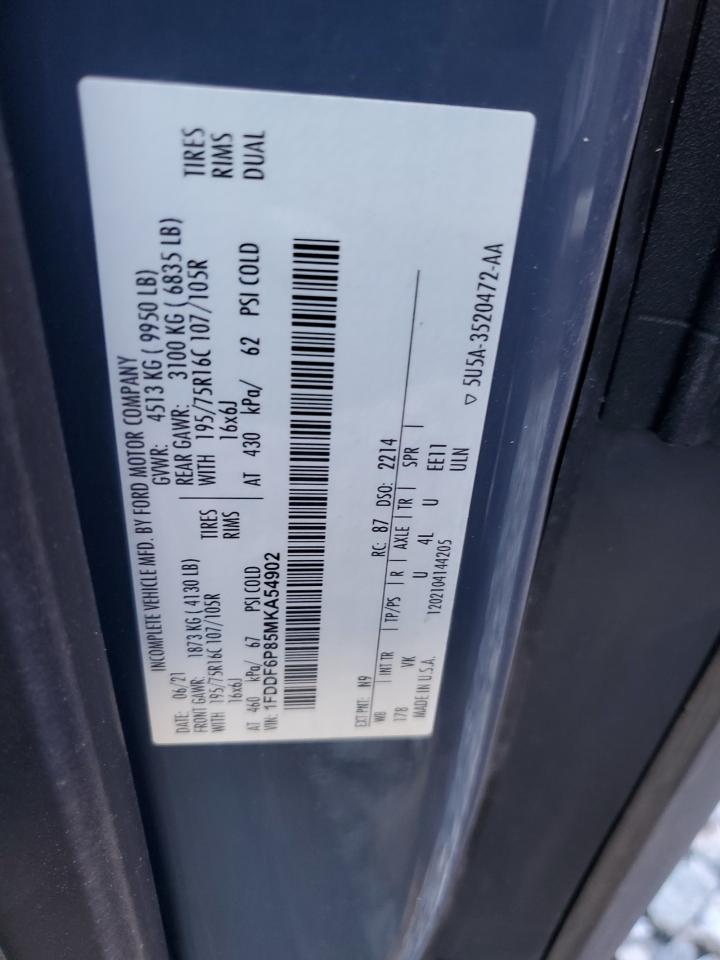 INCOMPLETE VEHICLE MFD. BY FORD MOTOR COMPANY
DATE: 06/21 GVWR: 4513 KG ( 9950 LB)
FRONT GAWR: 1873 KG ( 4130 LB) REAR GAWR: 3100 KG ( 6835 LB)
WITH 195/75R16C 107/105R TIRES WITH 195/75R16C 107/105R TIRES
16x6J RIMS 16x6J RIMS
AT 460 kPa/ 67 PSI COLD AT 430 kPa/ 62 PSI COLD DUAL
VIN: 1FDDF6P85MKA54902
EXT PNT: N9 RC: 87 DSO: 2214
WB INT TR TP/PS R AXLE TR SPR
178 VK U 4L U EE11
MADE IN U.S.A. 1202104144205 ULN
▽ 5U5A-3520472-AA